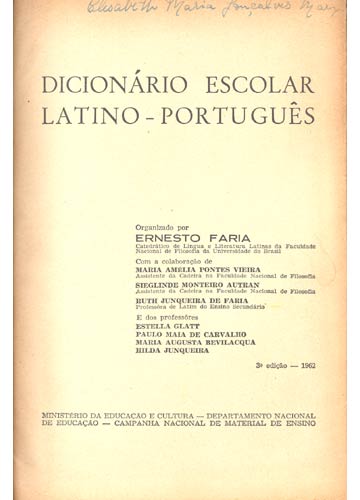 Elisabeth Maria Gonçalves
DICIONÁRIO ESCOLAR
LATINO-PORTUGUÊS
Organizado por
ERNESTO FARIA
Catedrático de Língua e Literatura Latinas da Faculdade
Nacional de Filosofia da Universidade do Brasil
Com a colaboração de
MARIA AMÉLIA PONTES VIEIRA
Assistente da Cadeira na Faculdade Nacional de Filosofia
SIEGLINDE MONTEIRO AUTRAN
Assistente da Cadeira na Faculdade Nacional de Filosofia
RUTH JUNQUEIRA DE FARIA
Professôra de Latim do Ensino Secundário
E dos professôres
ESTELLA GLATT
PAULO MAIA DE CARVALHO
MARIA AUGUSTA BEVILACQUA
HILDA JUNQUEIRA
3ª edição — 1962
MINISTÉRIO DA EDUCAÇÃO E CULTURA — DEPARTAMENTO NACIONAL
DE EDUCAÇÃO — CAMPANHA NACIONAL DE MATERIAL DE ENSINO